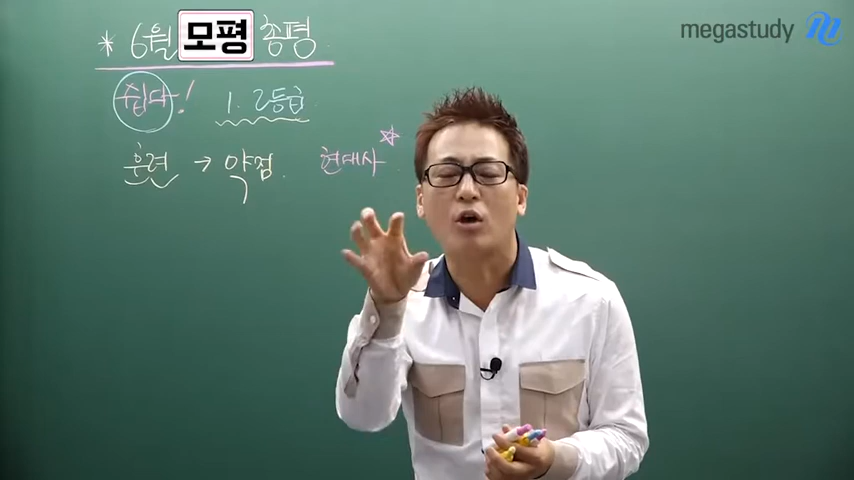 * 6월 모평 총평
megastudy
쉽다! 1. 2등급
훈련 → 약점. 현대사 ☆